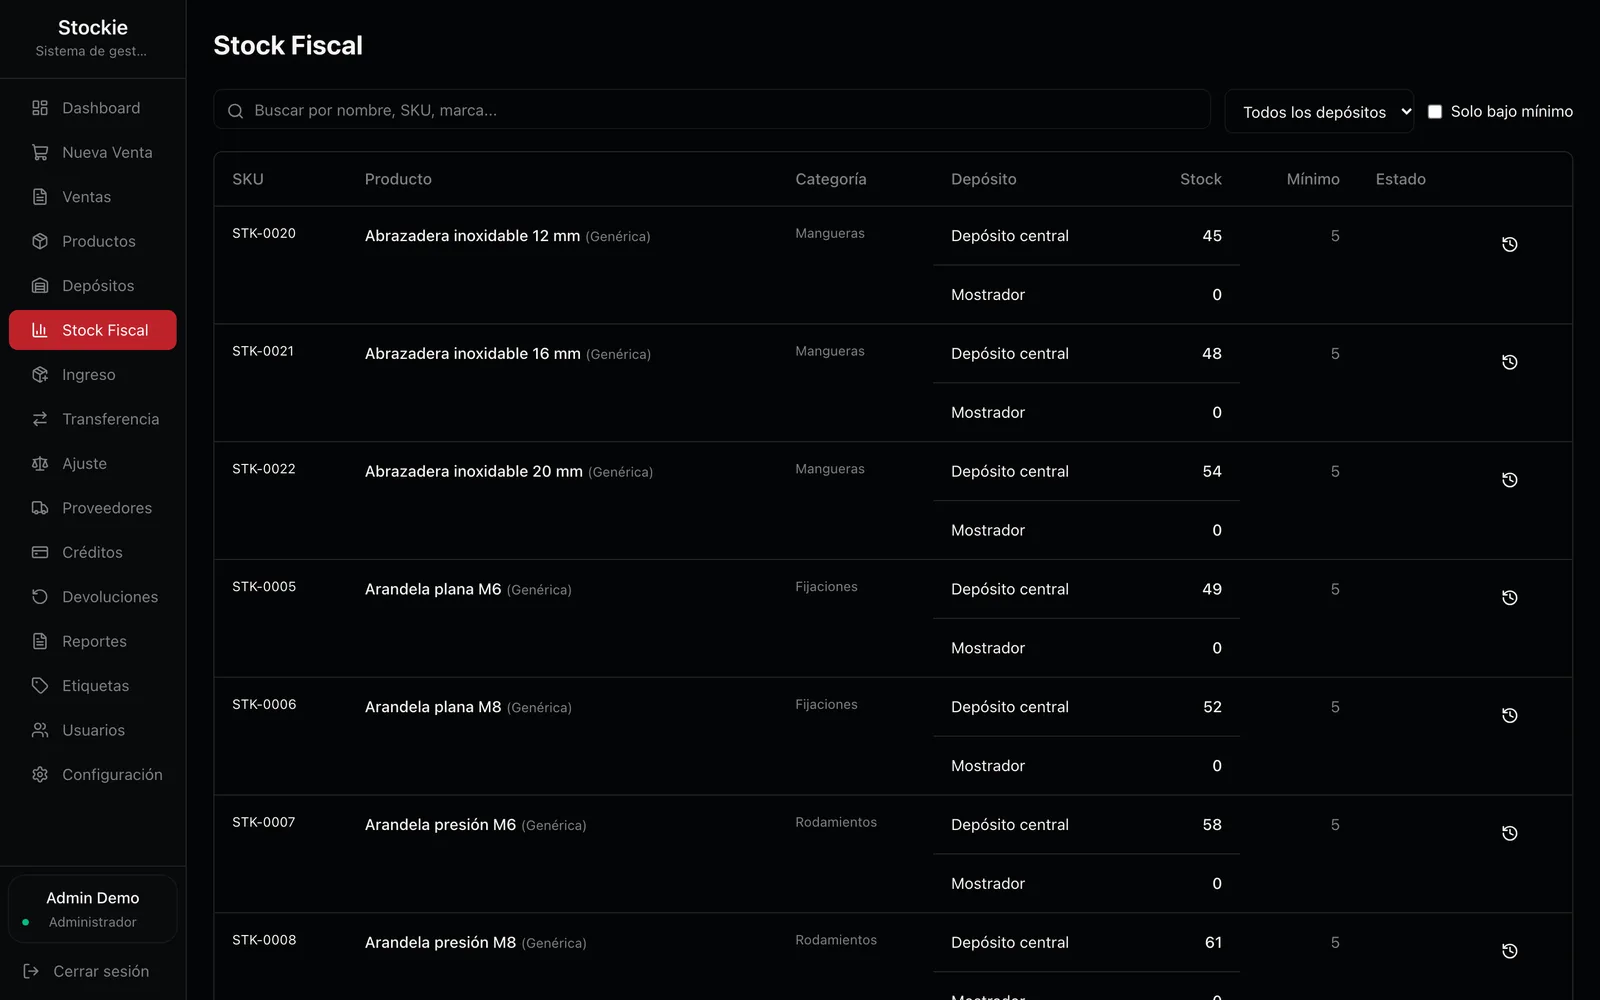 Stockie
Sistema de gest...
Dashboard
Nueva Venta
Ventas
Productos
Depósitos
Stock Fiscal
Ingreso
Transferencia
Ajuste
Proveedores
Créditos
Devoluciones
Reportes
Etiquetas
Usuarios
Configuración
Admin Demo
Administrador
Cerrar sesión
Stock Fiscal
Buscar por nombre, SKU, marca...
Todos los depósitos
Solo bajo mínimo
SKU Producto Categoría Depósito Stock Mínimo Estado
STK-0020 Abrazadera inoxidable 12 mm (Genérica) Mangueras Depósito central 45 5
Mostrador 0
STK-0021 Abrazadera inoxidable 16 mm (Genérica) Mangueras Depósito central 48 5
Mostrador 0
STK-0022 Abrazadera inoxidable 20 mm (Genérica) Mangueras Depósito central 54 5
Mostrador 0
STK-0005 Arandela plana M6 (Genérica) Fijaciones Depósito central 49 5
Mostrador 0
STK-0006 Arandela plana M8 (Genérica) Fijaciones Depósito central 52 5
Mostrador 0
STK-0007 Arandela presión M6 (Genérica) Rodamientos Depósito central 58 5
Mostrador 0
STK-0008 Arandela presión M8 (Genérica) Rodamientos Depósito central 61 5
Mostrador 0